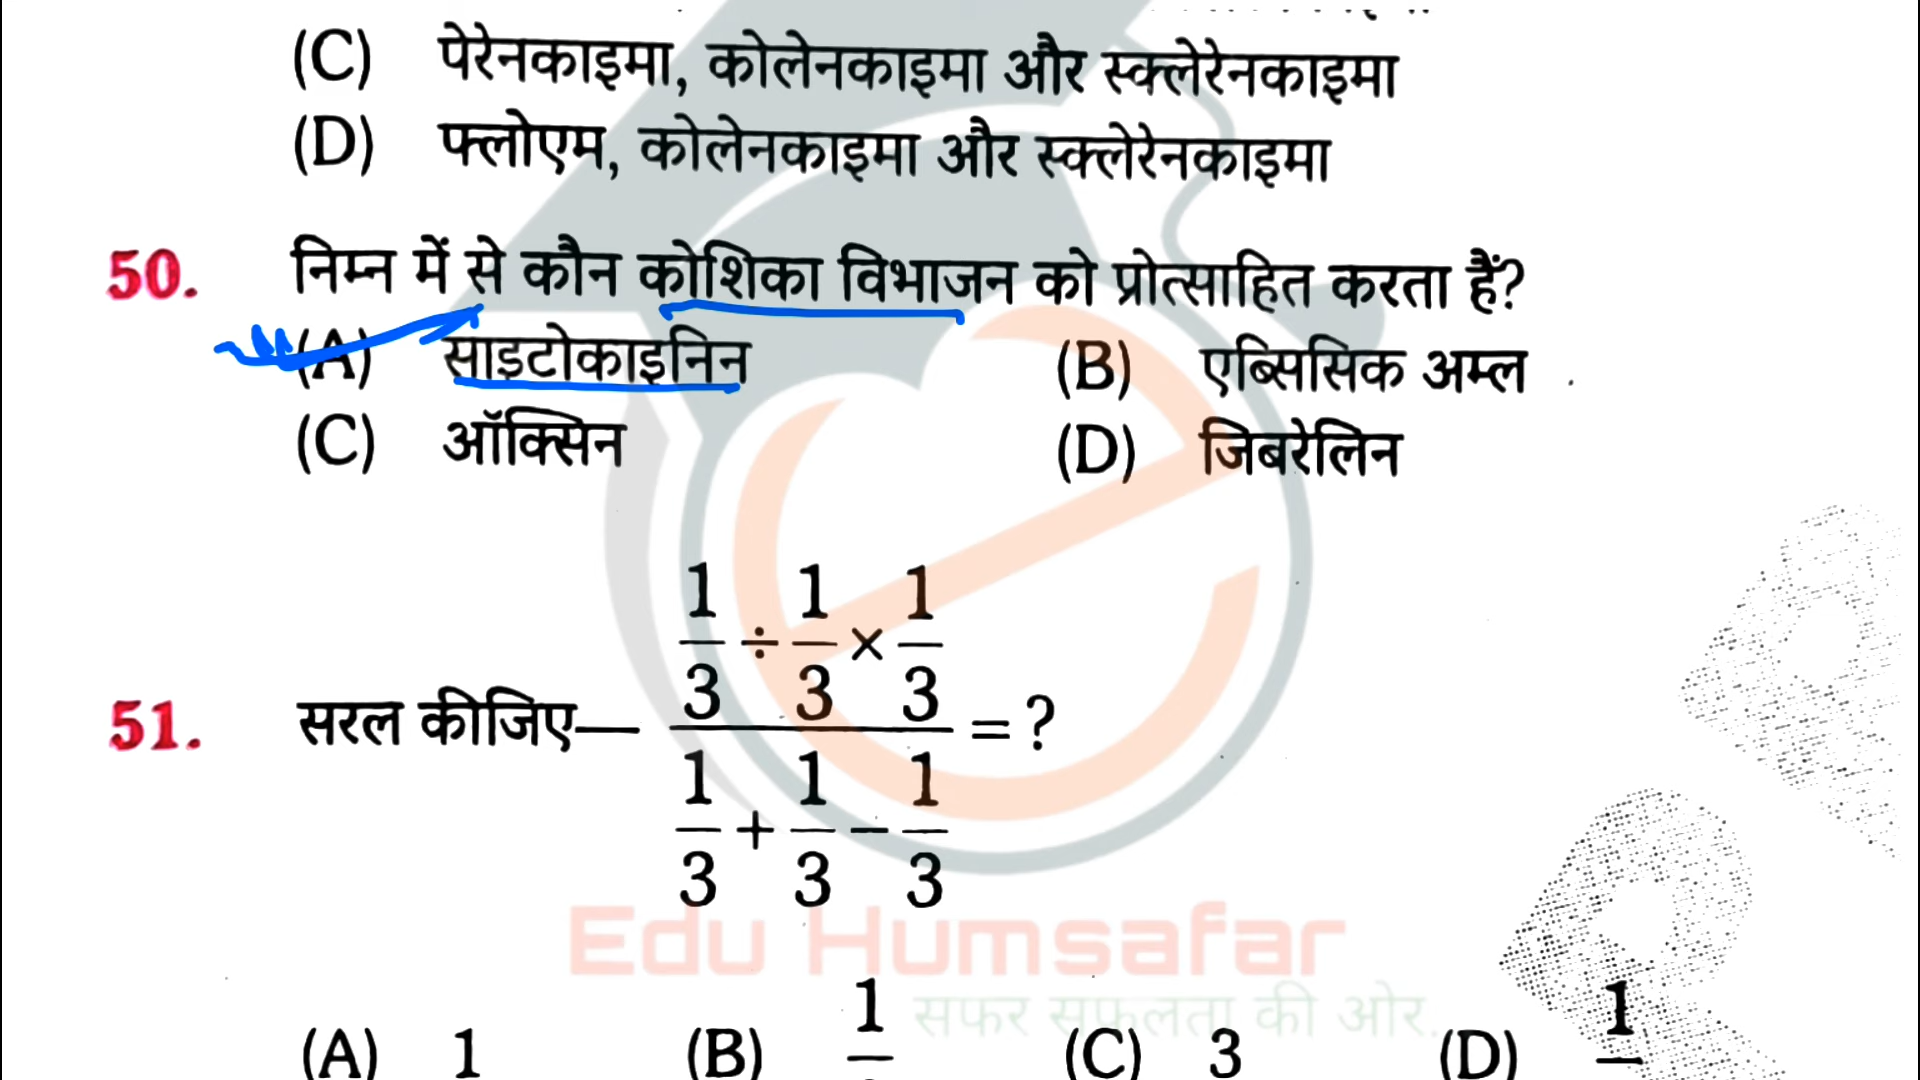 (C) पेरेनकाइमा, कोलेनकाइमा और स्क्लेरेनकाइमा
(D) फ्लोएम, कोलेनकाइमा और स्क्लेरेनकाइमा
50. निम्न में से कौन कोशिका विभाजन को प्रोत्साहित करता हैं?
(A) साइटोकाइनिन (B) एब्सिसिक अम्ल
(C) ऑक्सिन (D) जिबरेलिन
1/3 ÷ 1/3 × 1/3
51. सरल कीजिए— = ?
1/3 + 1/3 − 1/3
Edu Humsafar
सफर सफलता की ओर.
(A) 1 (B) 1 (C) 3 (D) 1